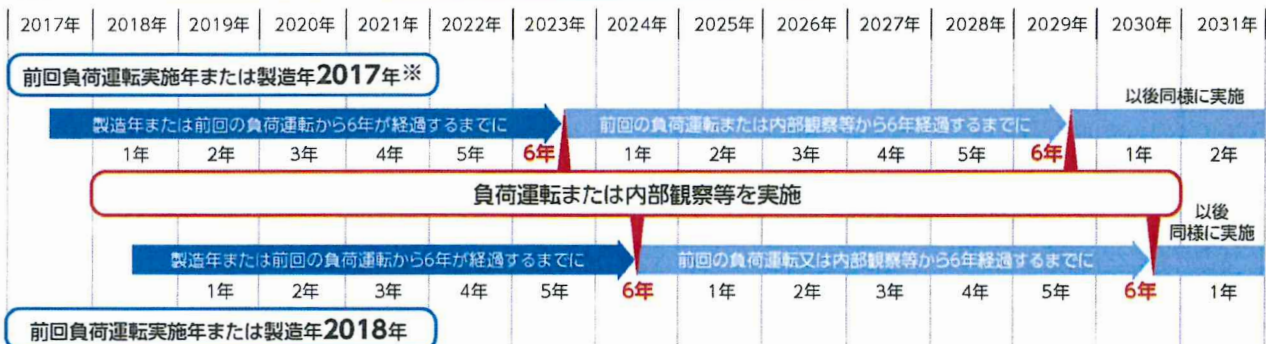 2017年 2018年 2019年 2020年 2021年 2022年 2023年 2024年 2025年 2026年 2027年 2028年 2029年 2030年 2031年
前回負荷運転実施年または製造年2017年※
以後同様に実施
製造年または前回の負荷運転から6年が経過するまでに 前回の負荷運転または内部観察等から6年経過するまでに
1年 2年 3年 4年 5年 6年 1年 2年 3年 4年 5年 6年 1年 2年
負荷運転または内部観察等を実施
以後
同様に実施
製造年または前回の負荷運転から6年が経過するまでに 前回の負荷運転又は内部観察等から6年経過するまでに
1年 2年 3年 4年 5年 6年 1年 2年 3年 4年 5年 6年 1年
前回負荷運転実施年または製造年2018年